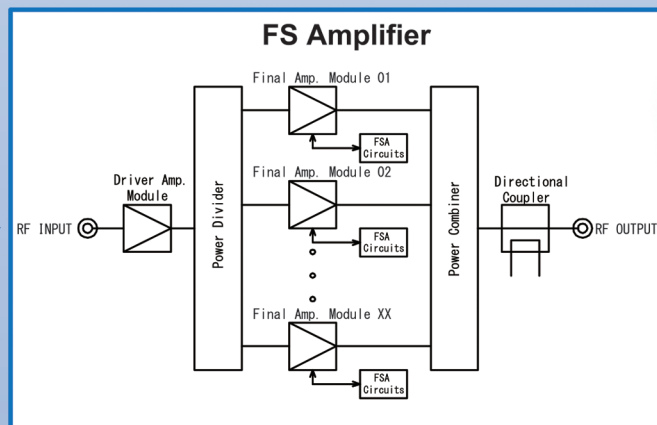 FS Amplifier
Final Amp. Module 01
FSA
Circuits
Final Amp. Module 02
FSA
Circuits
Driver Amp.
Module
Directional
Coupler
RF INPUT
Power Divider
Power Combiner
RF OUTPUT
Final Amp. Module XX
FSA
Circuits